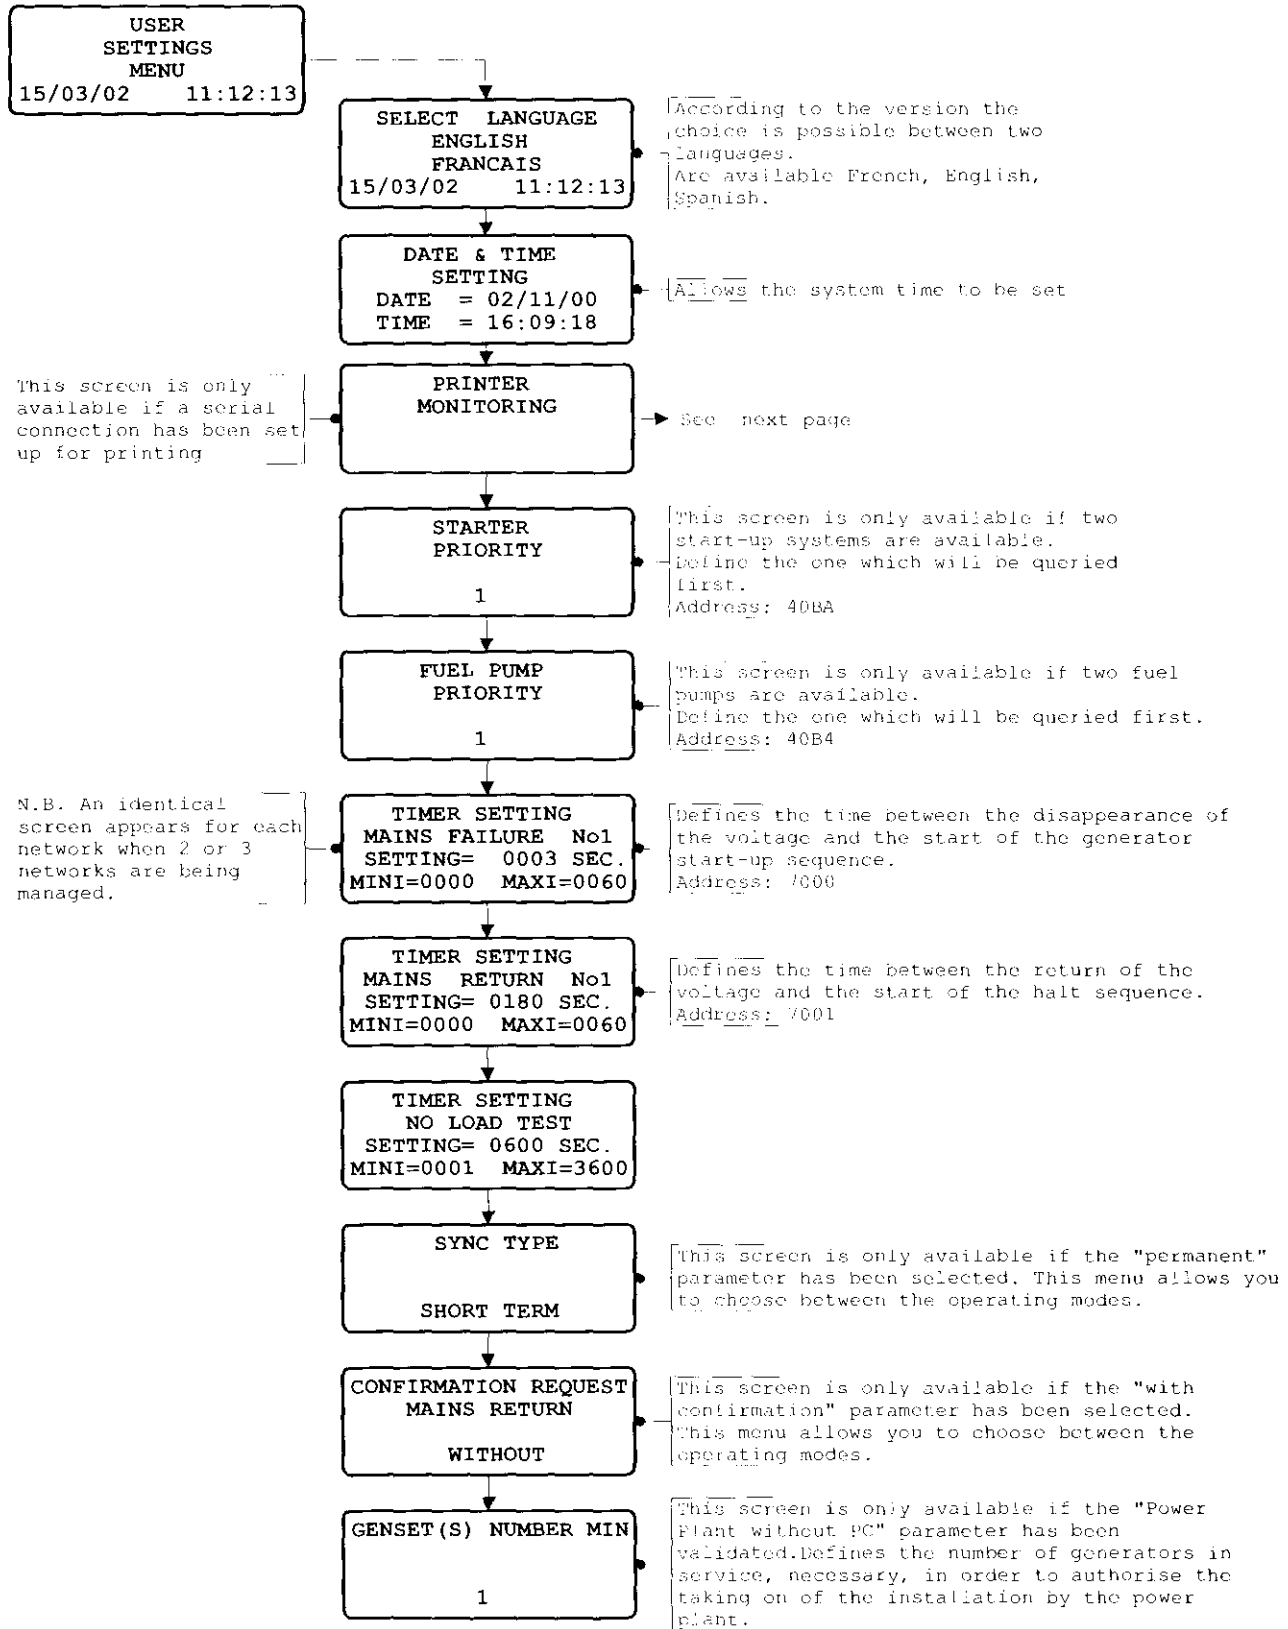 USER
SETTINGS
MENU
15/03/02 11:12:13
SELECT LANGUAGE
ENGLISH
FRANCAIS
15/03/02 11:12:13
According to the version the
choice is possible between two
languages.
Are available French, English,
Spanish.
DATE & TIME
SETTING
DATE = 02/11/00
TIME = 16:09:18
Allows the system time to be set
This screen is only
available if a serial
connection has been set
up for printing
PRINTER
MONITORING
See next page
STARTER
PRIORITY
1
This screen is only available if two
start-up systems are available.
Define the one which will be queried
first.
Address: 40BA
FUEL PUMP
PRIORITY
1
This screen is only available if two fuel
pumps are available.
Define the one which will be queried first.
Address: 40B4
N.B. An identical
screen appears for each
network when 2 or 3
networks are being
managed.
TIMER SETTING
MAINS FAILURE No1
SETTING= 0003 SEC.
MINI=0000 MAXI=0060
Defines the time between the disappearance of
the voltage and the start of the generator
start-up sequence.
Address: 7000
TIMER SETTING
MAINS RETURN No1
SETTING= 0180 SEC.
MINI=0000 MAXI=0060
Defines the time between the return of the
voltage and the start of the halt sequence.
Address: 7001
TIMER SETTING
NO LOAD TEST
SETTING= 0600 SEC.
MINI=0001 MAXI=3600
SYNC TYPE
SHORT TERM
This screen is only available if the "permanent"
parameter has been selected. This menu allows you
to choose between the operating modes.
CONFIRMATION REQUEST
MAINS RETURN
WITHOUT
This screen is only available if the "with
confirmation" parameter has been selected.
This menu allows you to choose between the
operating modes.
GENSET(S) NUMBER MIN
1
This screen is only available if the "Power
Plant without PC" parameter has been
validated.Defines the number of generators in
service, necessary, in order to authorise the
taking on of the installation by the power
plant.